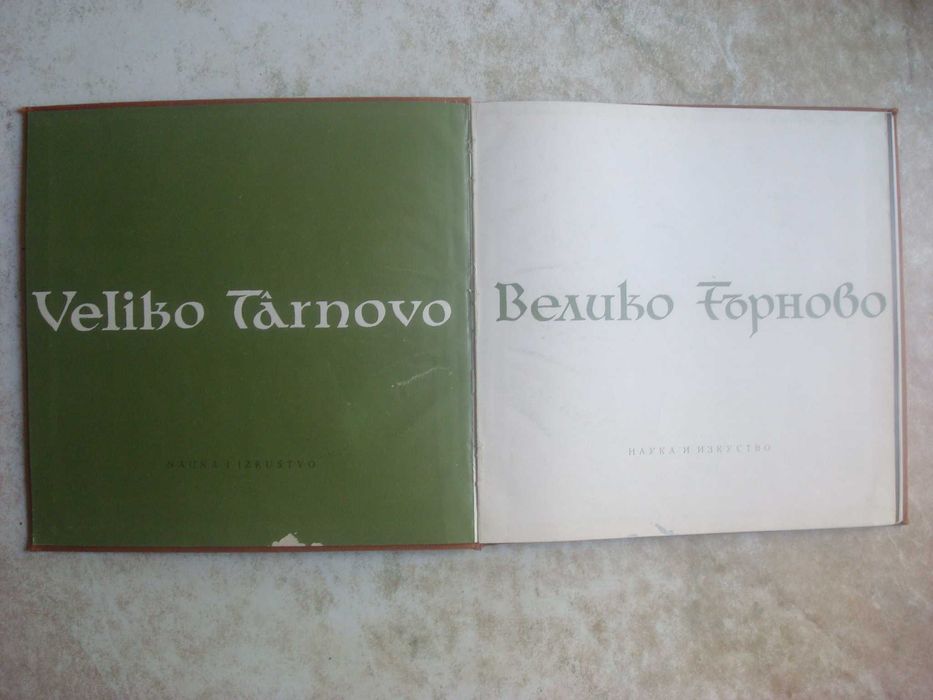 Veliko Târnovo
NAUKA I IZKUSTVO
Велико Търново
НАУКА И ИЗКУСТВО